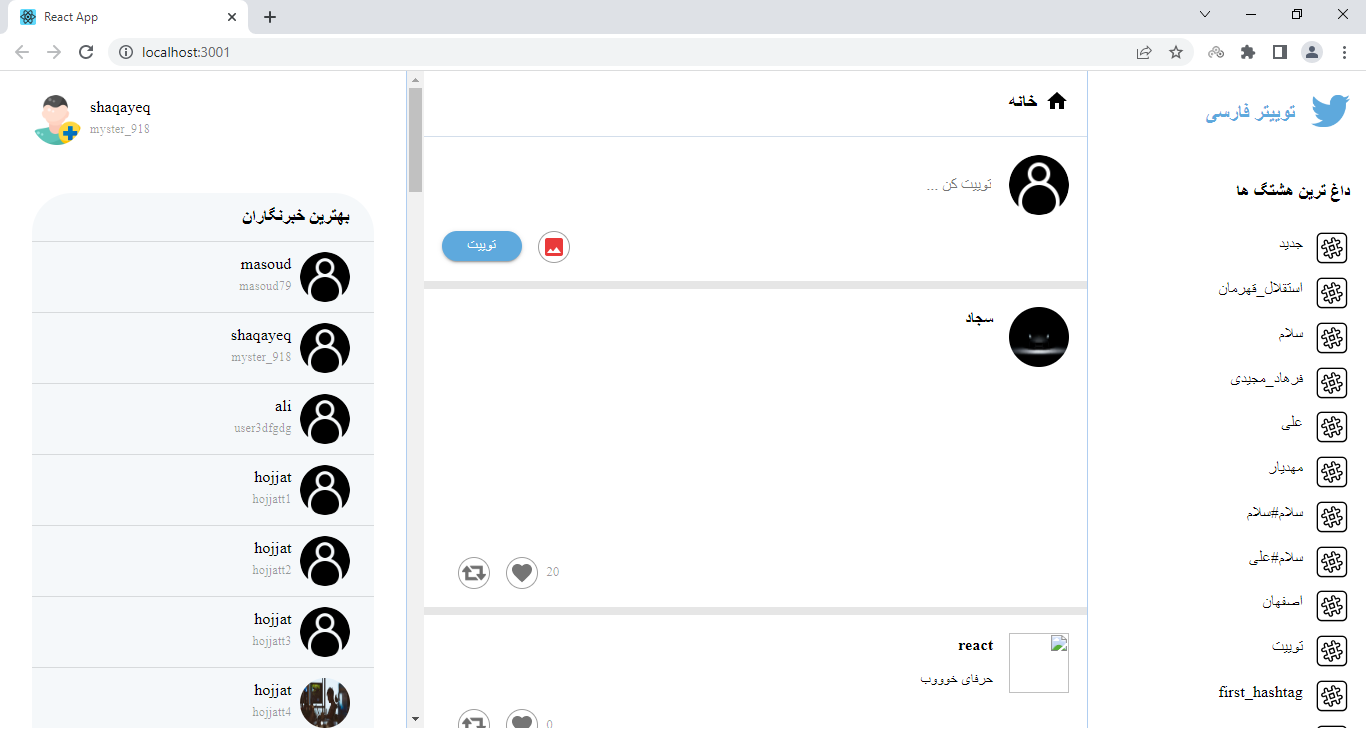 React App
localhost:3001
shaqayeq
myster_918
بهترین خبرنگاران
masoud
masoud79
shaqayeq
myster_918
ali
user3dfgdg
hojjat
hojjatt1
hojjat
hojjatt2
hojjat
hojjatt3
hojjat
hojjatt4
خانه
توییت کن ...
توییت
سجاد
20
react
حرفای خوووب
0
توییتر فارسی
داغ ترین هشتگ ها
جدید
استقلال_قهرمان
سلام
فرهاد_مجیدی
علی
مهدیار
سلام#سلام
سلام#علی
اصفهان
توییت
first_hashtag